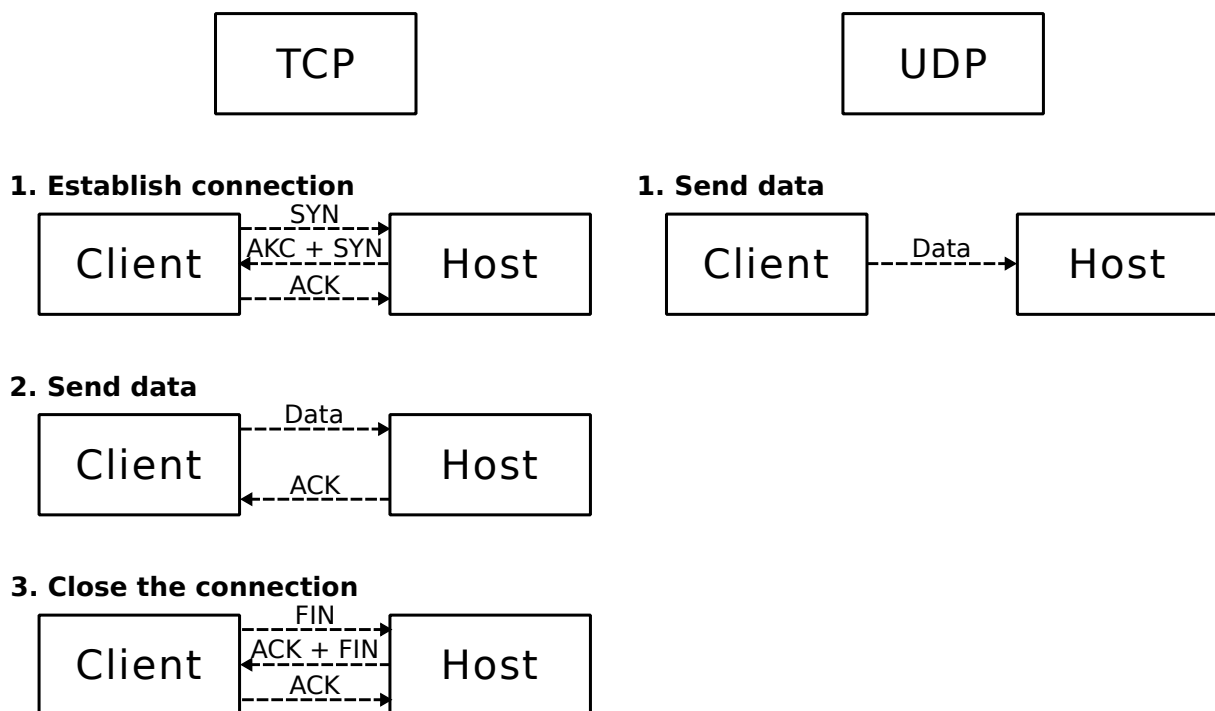 TCP
UDP
1. Establish connection
1. Send data
SYN
Client
AKC + SYN
Host
ACK
Client
Data
Host
2. Send data
Data
Client
Host
ACK
3. Close the connection
FIN
Client
ACK + FIN
Host
ACK